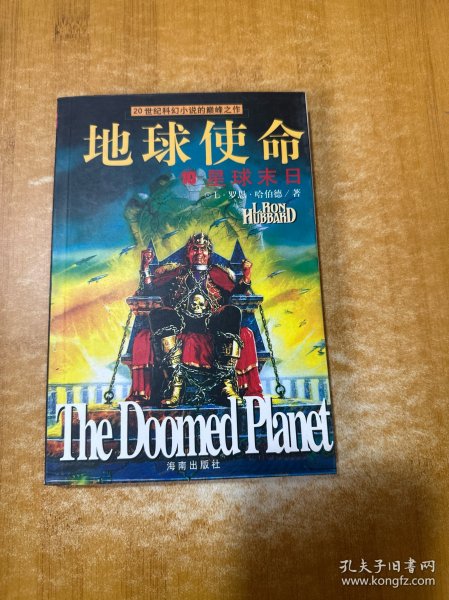 20世纪科幻小说的巅峰之作
地球使命
星球末日
L·罗恩·哈伯德/著
L. RON
HUBBARD
The Doomed Planet
海南出版社
孔夫子旧书网
www.kongfz.com